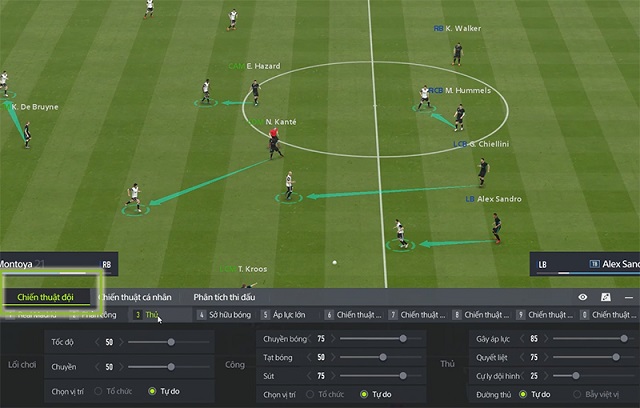 RB K. Walker
CAM E. Hazard
RCB M. Hummels
K. De Bruyne
N. Kanté
LCB G. Chiellini
LB Alex Sandro
T. Kroos
Montoya 21 RB
LB TB Alex Sand
Chiến thuật đội Chiến thuật cá nhân Phân tích thi đấu
3 Thủ 4 Sở hữu bóng 5 Áp lực lớn 6 Chiến thuật ... 7 Chiến thuật ... 8 Chiến thuật ... 9 Chiến thuật ... 0 Chiến thuật ...
Tốc độ 50 Chuyền bóng 75 Gây áp lực 85
Lối chơi Công Tạt bóng 50 Thủ Quyết liệt 75
Chuyền 50 Sút 75 Cự ly đội hình 25
Chọn vị trí Tổ chức Tự do Chọn vị trí Tổ chức Tự do Đường thủ Tự do Bẫy việt vị